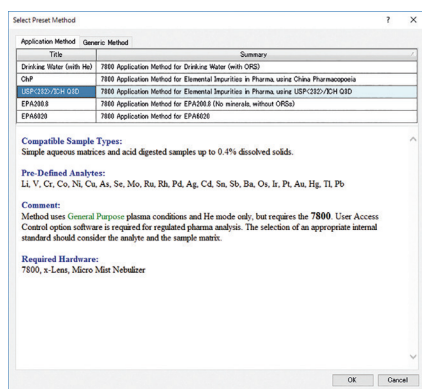 Select Preset Method
? ×
Application Method Generic Method
Title Summary
Drinking Water (with He) 7800 Application Method for Drinking Water (with ORS)
ChP 7800 Application Method for Elemental Impurities in Pharma, using China Pharmacopoeia
USP<232>/ICH Q3D 7800 Application Method for Elemental Impurities in Pharma, using USP<232>/ICH Q3D
EPA200.8 7800 Application Method for EPA200.8 (No minerals, without ORSs)
EPA6020 7800 Application Method for EPA6020
Compatible Sample Types:
Simple aqueous matrices and acid digested samples up to 0.4% dissolved solids.
Pre-Defined Analytes:
Li, V, Cr, Co, Ni, Cu, As, Se, Mo, Ru, Rh, Pd, Ag, Cd, Sn, Sb, Ba, Os, Ir, Pt, Au, Hg, Tl, Pb
Comment:
Method uses General Purpose plasma conditions and He mode only, but requires the 7800. User Access
Control option software is required for regulated pharma analysis. The selection of an appropriate internal
standard should consider the analyte and the sample matrix.
Required Hardware:
7800, x-Lens, Micro Mist Nebulizer
OK Cancel